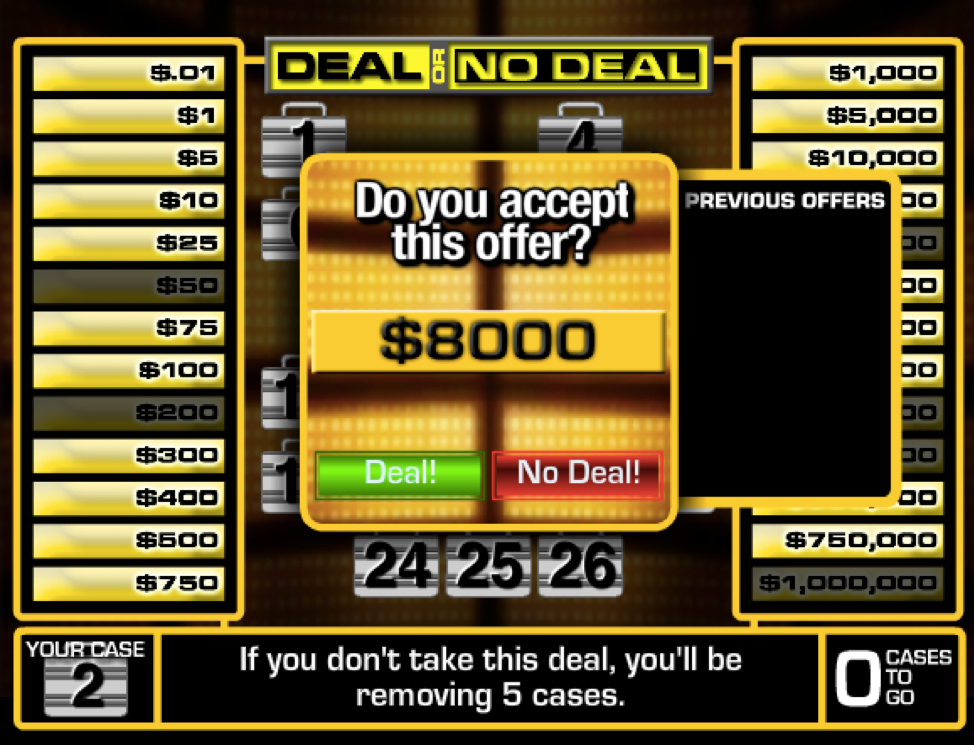 DEAL OR NO DEAL
$.01
$1
$5
$10
$25
$50
$75
$100
$200
$300
$400
$500
$750
1
4
Do you accept
this offer?
$8000
Deal!
No Deal!
24
25
26
PREVIOUS OFFERS
$1,000
$5,000
$10,000
$750,000
$1,000,000
YOUR CASE
2
If you don't take this deal, you'll be
removing 5 cases.
0
CASES
TO
GO